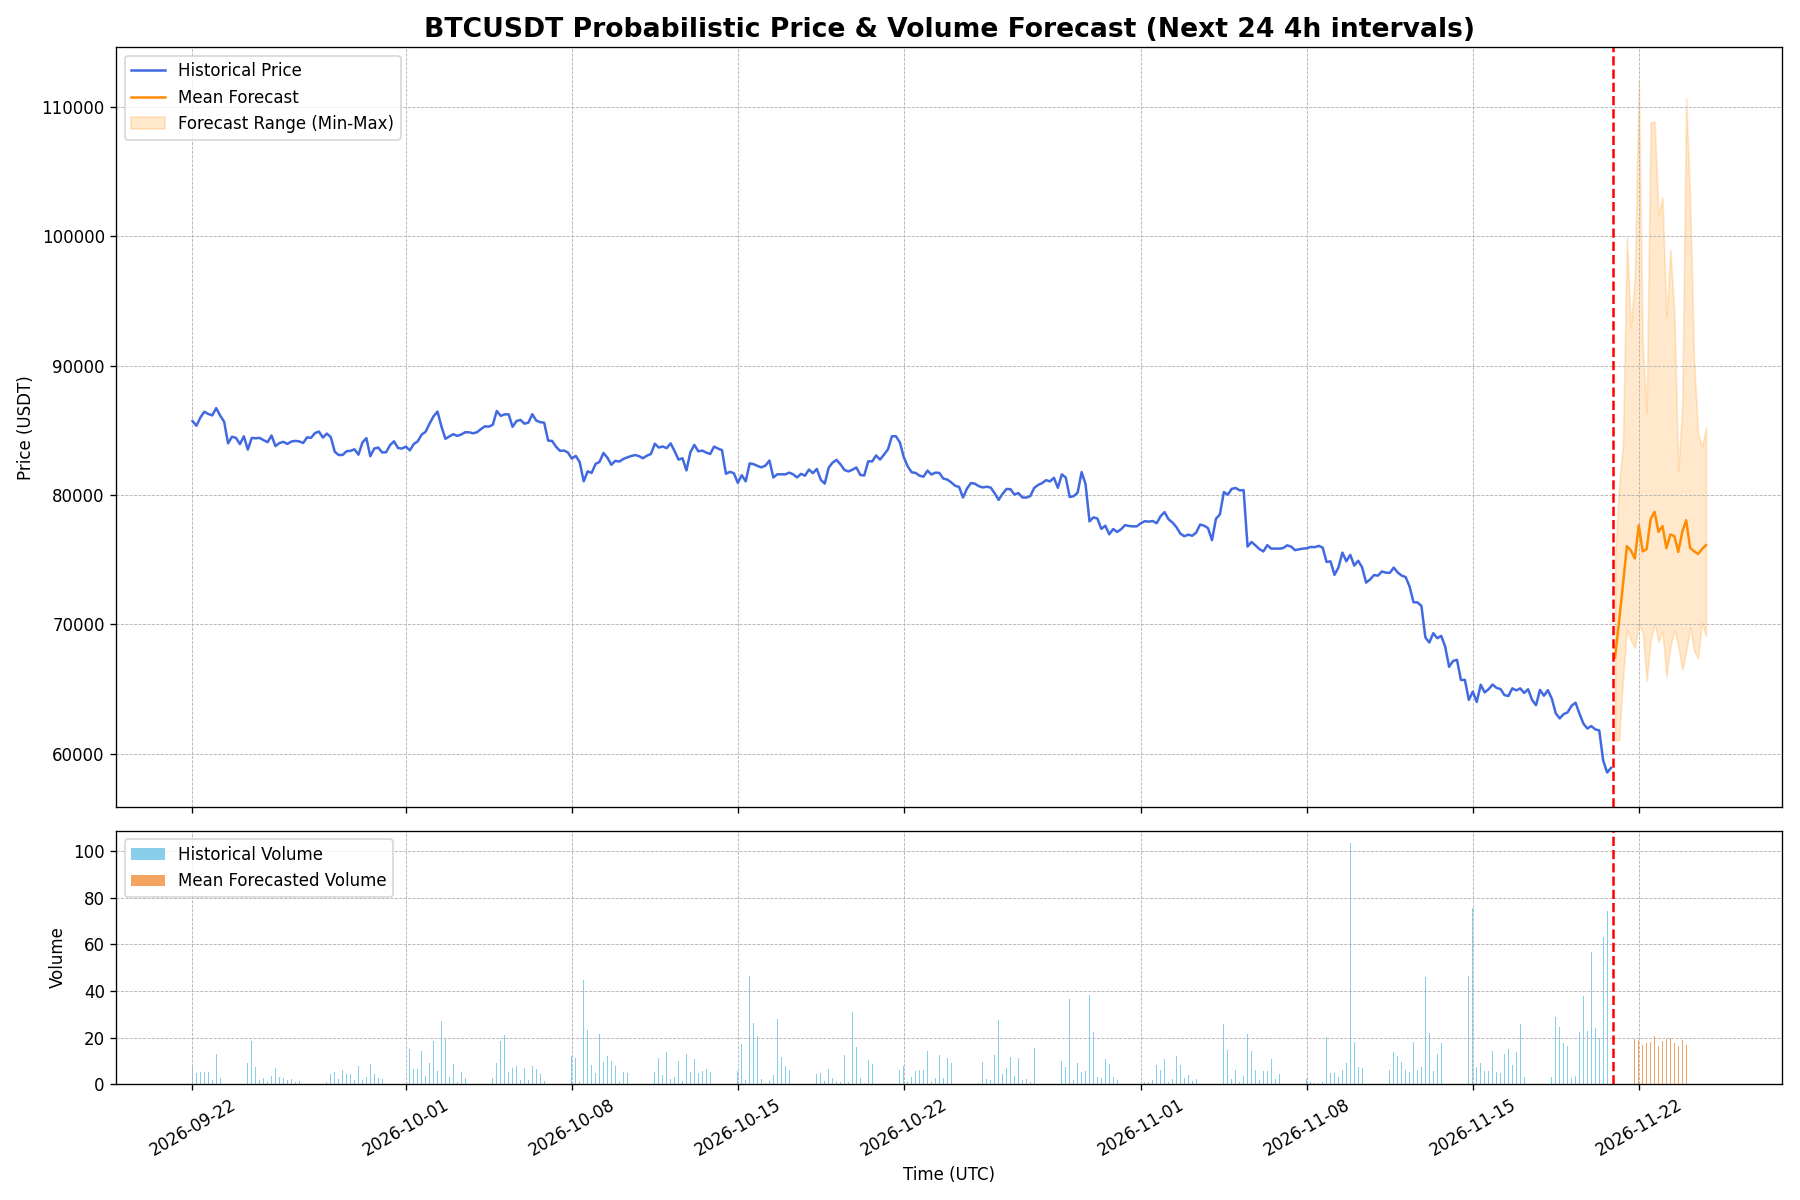 BTCUSDT Probabilistic Price & Volume Forecast (Next 24 4h intervals)
Historical Price
Mean Forecast
Forecast Range (Min-Max)
Price (USDT)
110000
100000
90000
80000
70000
60000
Historical Volume
Mean Forecasted Volume
Volume
100
80
60
40
20
0
2026-09-22
2026-10-01
2026-10-08
2026-10-15
2026-10-22
2026-11-01
2026-11-08
2026-11-15
2026-11-22
Time (UTC)